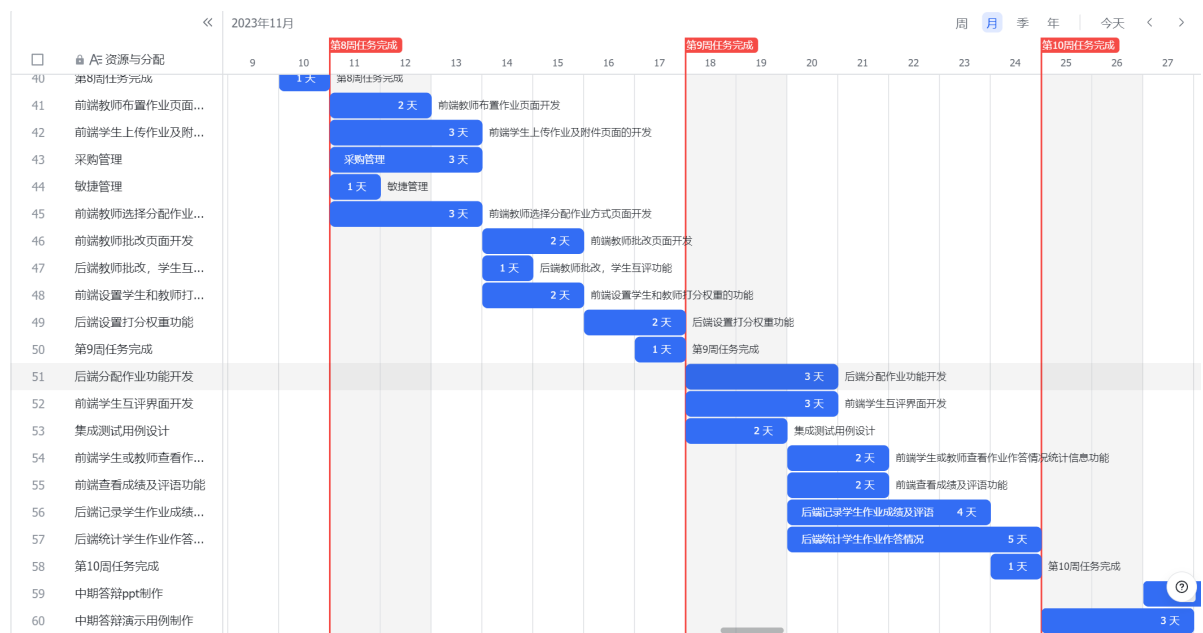 « 2023年11月 周 月 季 年 今天 < >
第8周任务完成 第9周任务完成 第10周任务完成
资源与分配 9 10 11 12 13 14 15 16 17 18 19 20 21 22 23 24 25 26 27
40 第8周任务完成 1 天 第8周任务完成
41 前端教师布置作业页面... 2 天 前端教师布置作业页面开发
42 前端学生上传作业及附... 3 天 前端学生上传作业及附件页面的开发
43 采购管理 采购管理 3 天
44 敏捷管理 1 天 敏捷管理
45 前端教师选择分配作业... 3 天 前端教师选择分配作业方式页面开发
46 前端教师批改页面开发 2 天 前端教师批改页面开发
47 后端教师批改，学生互... 1 天 后端教师批改，学生互评功能
48 前端设置学生和教师打... 2 天 前端设置学生和教师打分权重的功能
49 后端设置打分权重功能 2 天 后端设置打分权重功能
50 第9周任务完成 1 天 第9周任务完成
51 后端分配作业功能开发 3 天 后端分配作业功能开发
52 前端学生互评界面开发 3 天 前端学生互评界面开发
53 集成测试用例设计 2 天 集成测试用例设计
54 前端学生或教师查看作... 2 天 前端学生或教师查看作业作答情况统计信息功能
55 前端查看成绩及评语功能 2 天 前端查看成绩及评语功能
56 后端记录学生作业成绩... 后端记录学生作业成绩及评语 4 天
57 后端统计学生作业作答... 后端统计学生作业作答情况 5 天
58 第10周任务完成 1 天 第10周任务完成
59 中期答辩ppt制作
60 中期答辩演示用例制作 3 天